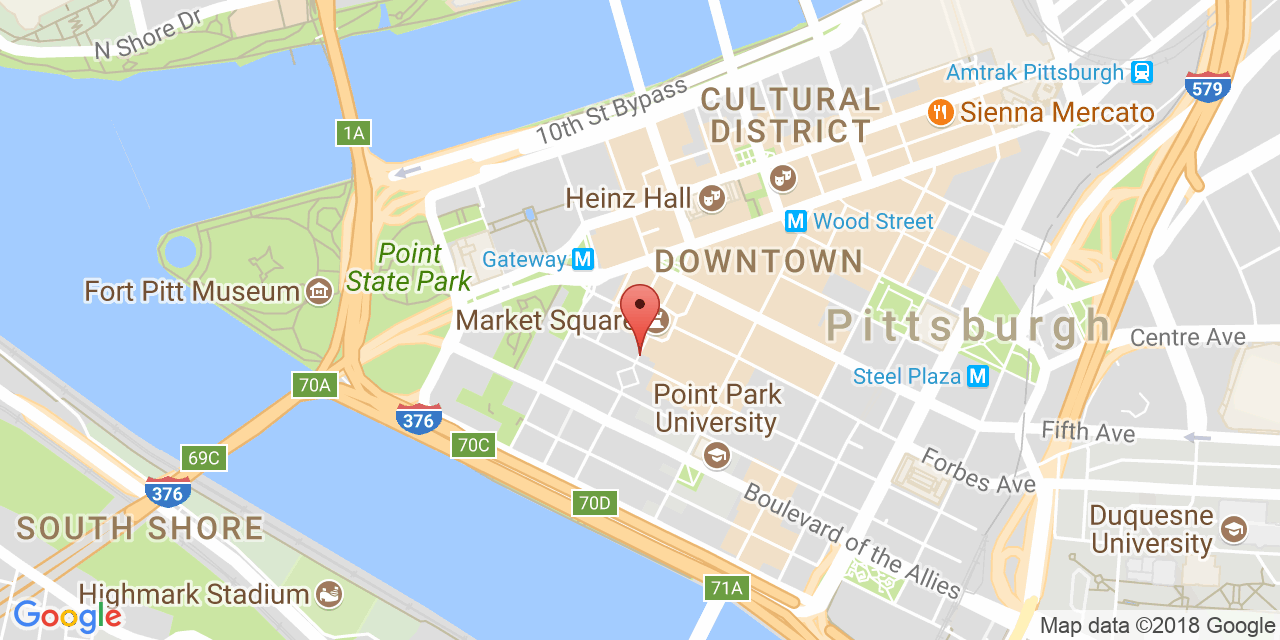 N Shore Dr
1A
10th St Bypass
Amtrak Pittsburgh
579
CULTURAL
DISTRICT
Sienna Mercato
Heinz Hall
M Wood Street
Point
State Park
Gateway M
DOWNTOWN
Fort Pitt Museum
Market Square
Pittsburgh
Centre Ave
70A
Steel Plaza M
376
Point Park
University
70C
Fifth Ave
69C
Forbes Ave
376
70D
Boulevard of the Allies
SOUTH SHORE
Duquesne
University
71A
Highmark Stadium
Google
Map data ©2018 Google